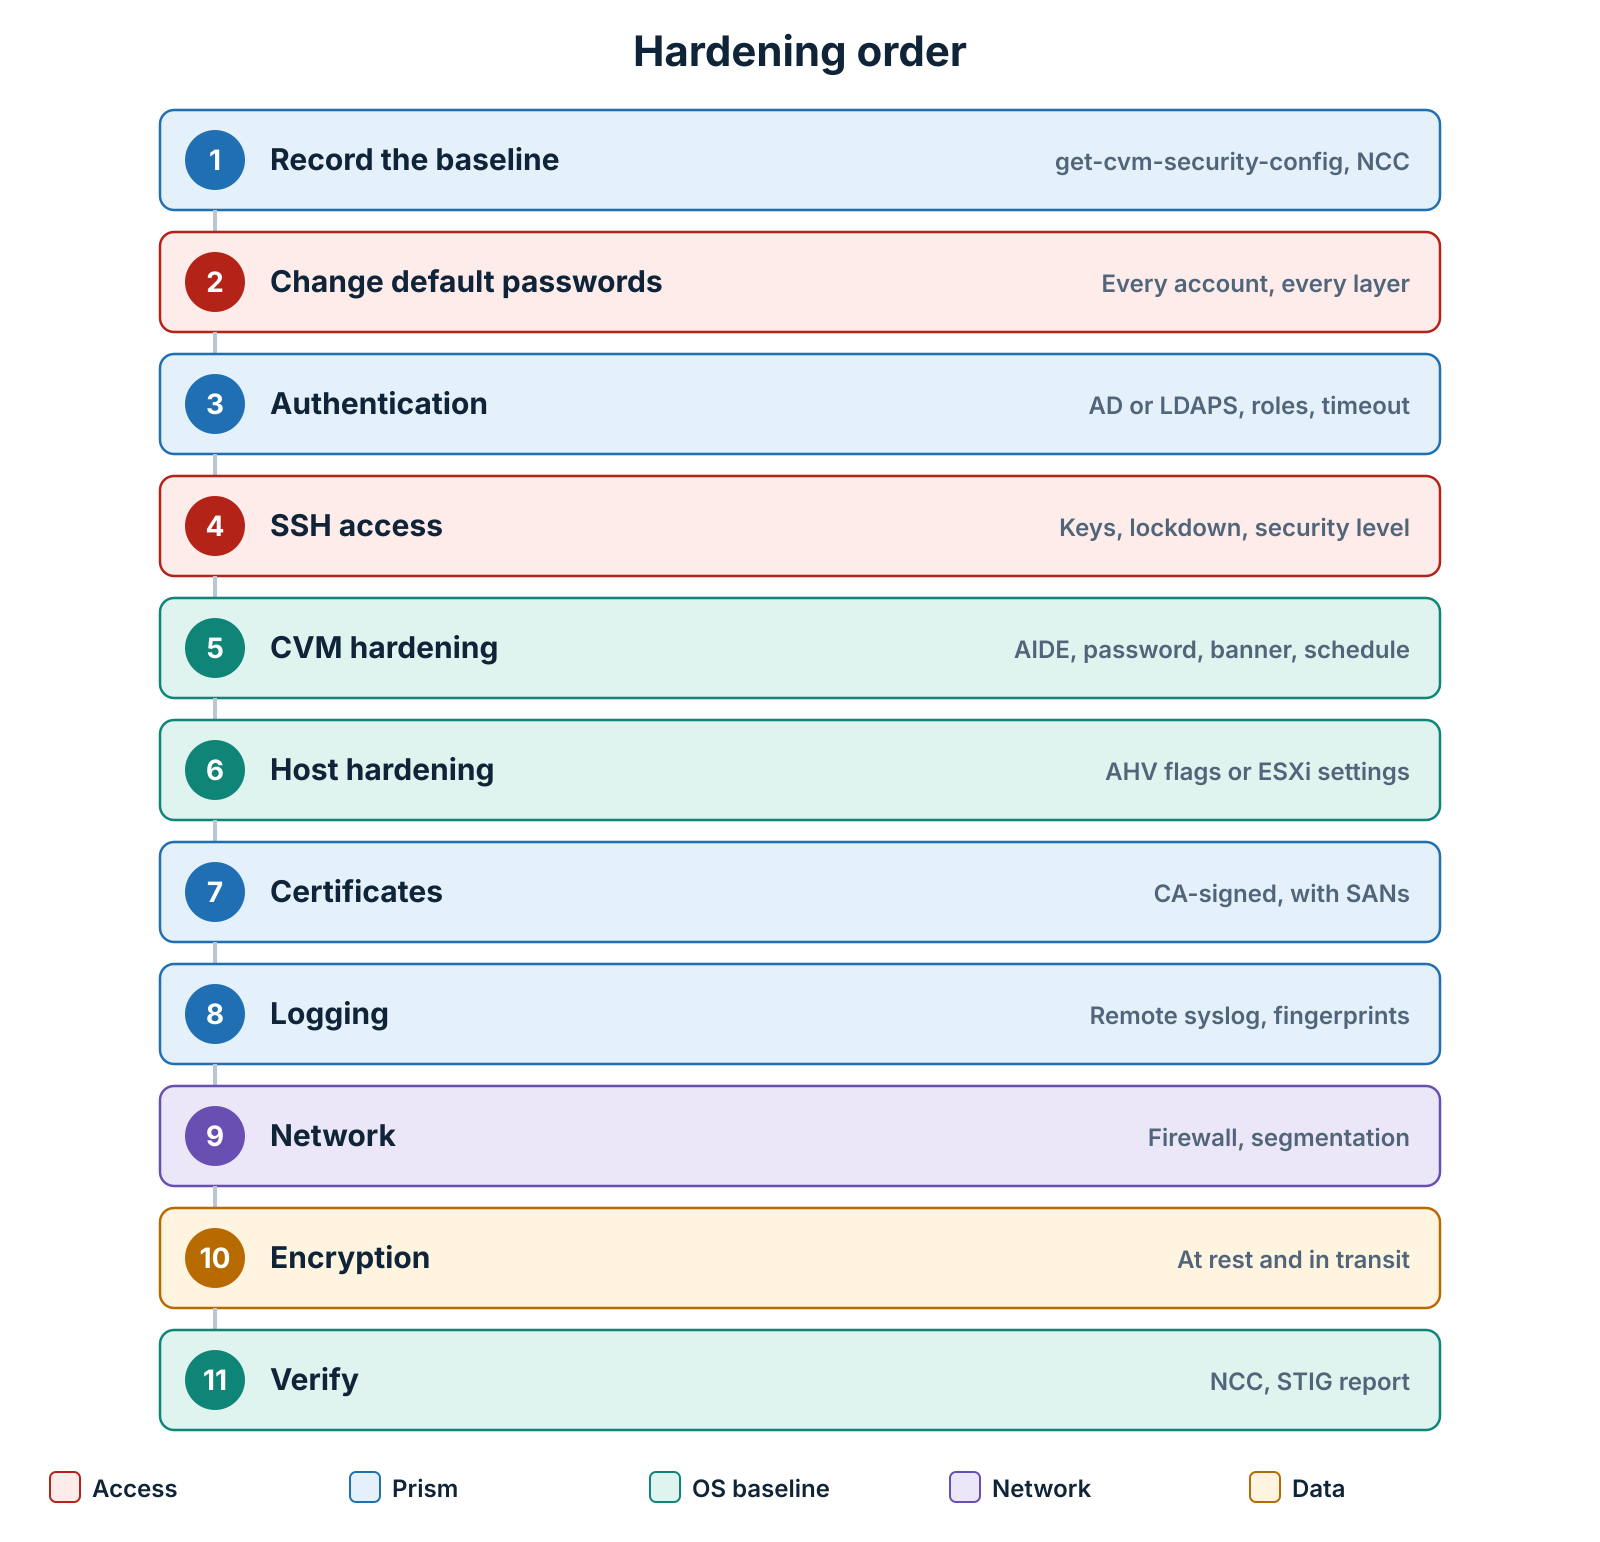 Hardening order
1 Record the baseline get-cvm-security-config, NCC
2 Change default passwords Every account, every layer
3 Authentication AD or LDAPS, roles, timeout
4 SSH access Keys, lockdown, security level
5 CVM hardening AIDE, password, banner, schedule
6 Host hardening AHV flags or ESXi settings
7 Certificates CA-signed, with SANs
8 Logging Remote syslog, fingerprints
9 Network Firewall, segmentation
10 Encryption At rest and in transit
11 Verify NCC, STIG report
Access Prism OS baseline Network Data